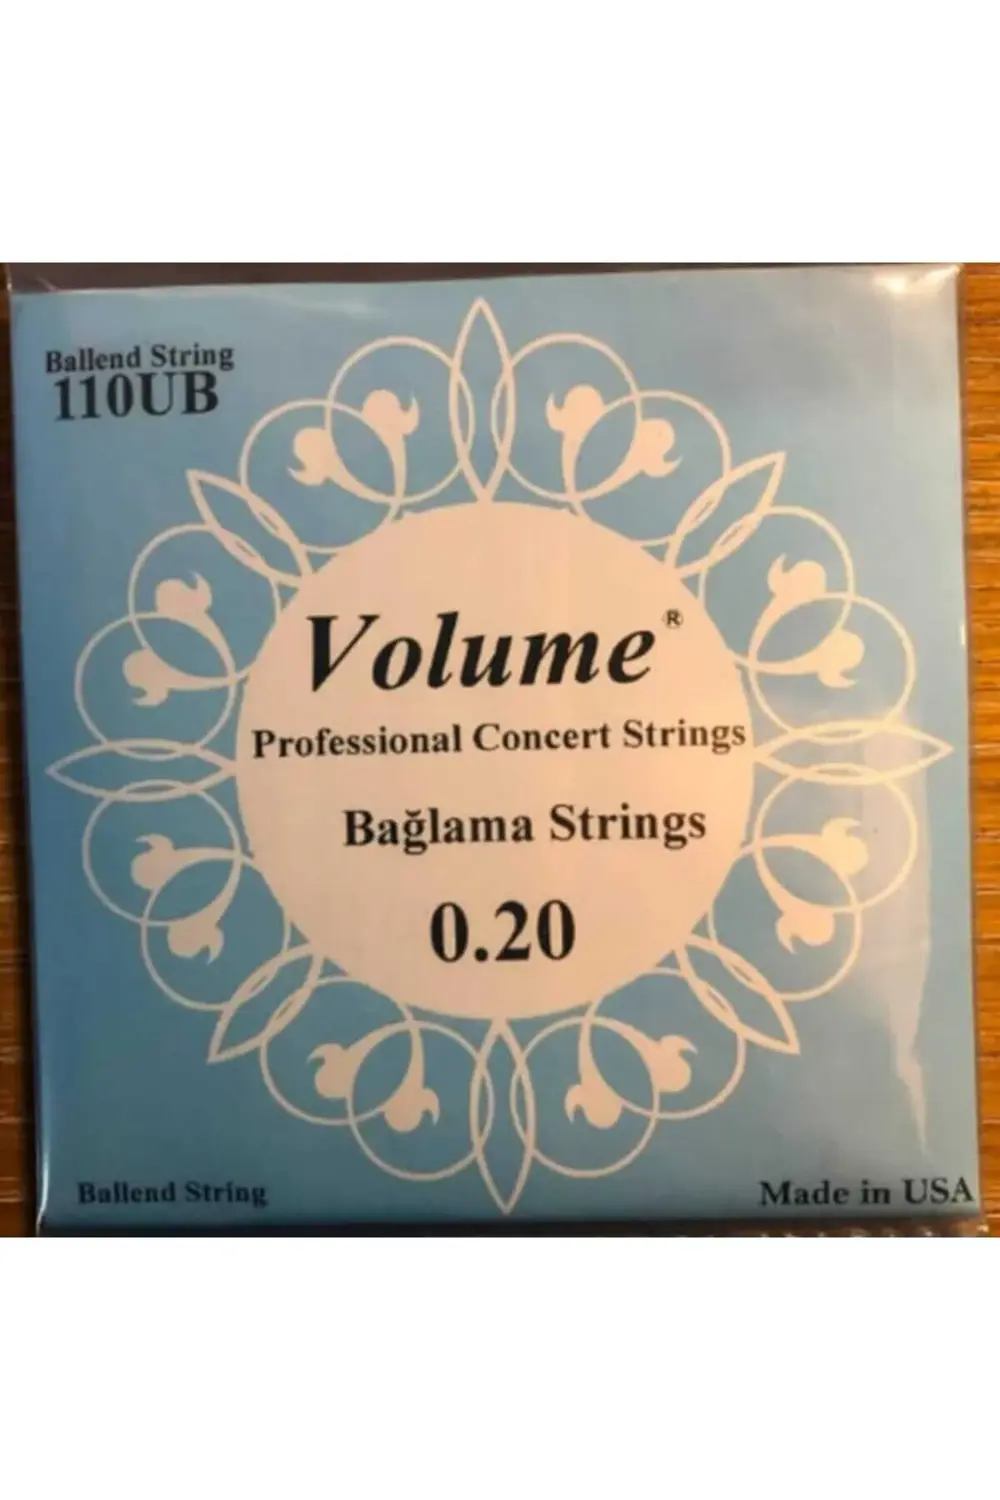 Ballend String
110UB
Volume®
Professional Concert Strings
Bağlama Strings
0.20
Ballend String
Made in USA